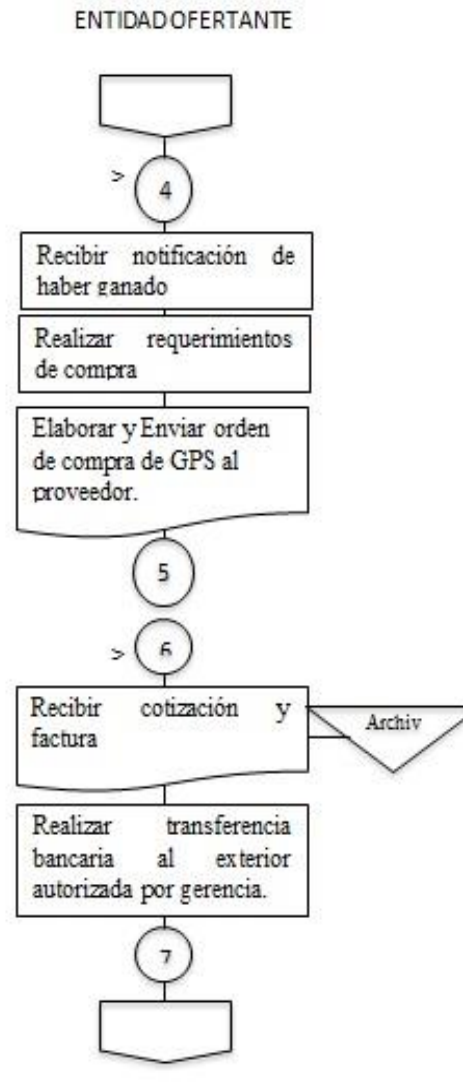 ENTIDAD OFERTANTE
> 4
Recibir notificación de
haber ganado
Realizar requerimientos
de compra
Elaborar y Enviar orden
de compra de GPS al
proveedor.
5
> 6
Recibir cotización y
factura
Archiv
Realizar transferencia
bancaria al exterior
autorizada por gerencia.
7